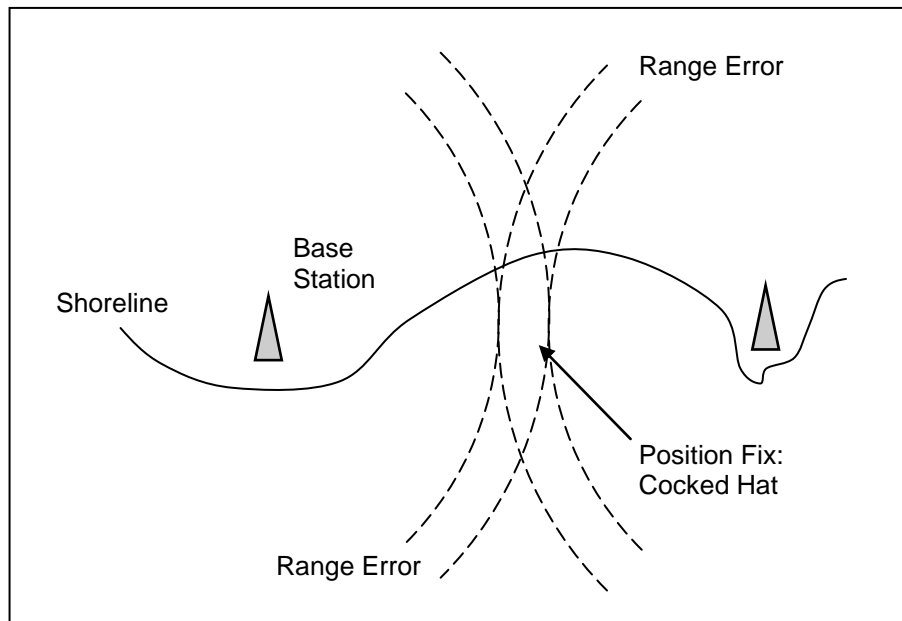 Range Error
Base
Station
Shoreline
Position Fix:
Cocked Hat
Range Error